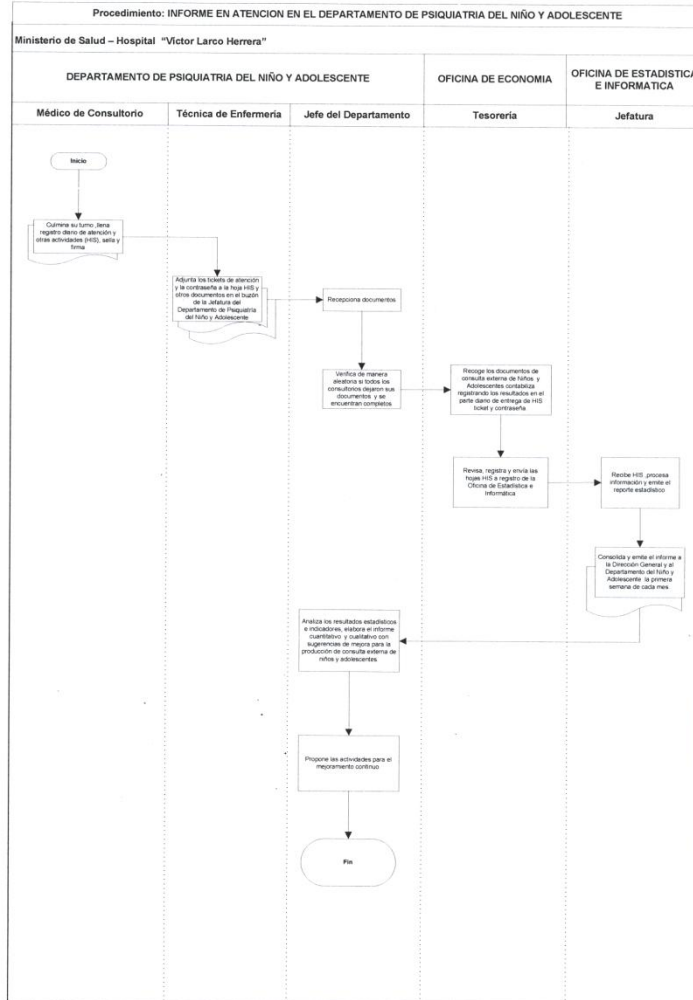 Procedimiento: INFORME EN ATENCION EN EL DEPARTAMENTO DE PSIQUIATRIA DEL NIÑO Y ADOLESCENTE
Ministerio de Salud – Hospital "Víctor Larco Herrera"
DEPARTAMENTO DE PSIQUIATRIA DEL NIÑO Y ADOLESCENTE
OFICINA DE ECONOMIA
OFICINA DE ESTADISTICA
E INFORMATICA
Médico de Consultorio
Técnica de Enfermería
Jefe del Departamento
Tesorería
Jefatura
Inicio
Culmina su turno ,llena
registro diario de atención y
otras actividades (HIS), sella y
firma
Adjunta los tickets de atención
y la contraseña a la hoja HIS y
otros documentos en el buzón
de la Jefatura del
Departamento de Psiquiatría
del Niño y Adolescente
Recepciona documentos
Verifica de manera
aleatoria si todos los
consultorios dejaron sus
documentos y se
encuentran completos
Recoge los documentos de
consulta externa de Niños y
Adolescentes contabiliza
registrando los resultados en el
parte diario de entrega de HIS
ticket y contraseña
Revisa, registra y envía las
hojas HIS a registro de la
Oficina de Estadística e
Informática
Recibe HIS ,procesa
información y emite el
reporte estadístico
Consolida y emite el informe a
la Dirección General y al
Departamento del Niño y
Adolescente la primera
semana de cada mes
Analiza los resultados estadísticos
e indicadores, elabora el informe
cuantitativo y cualitativo con
sugerencias de mejora para la
producción de consulta externa de
niños y adolescentes
Propone las actividades para el
mejoramiento continuo
Fin